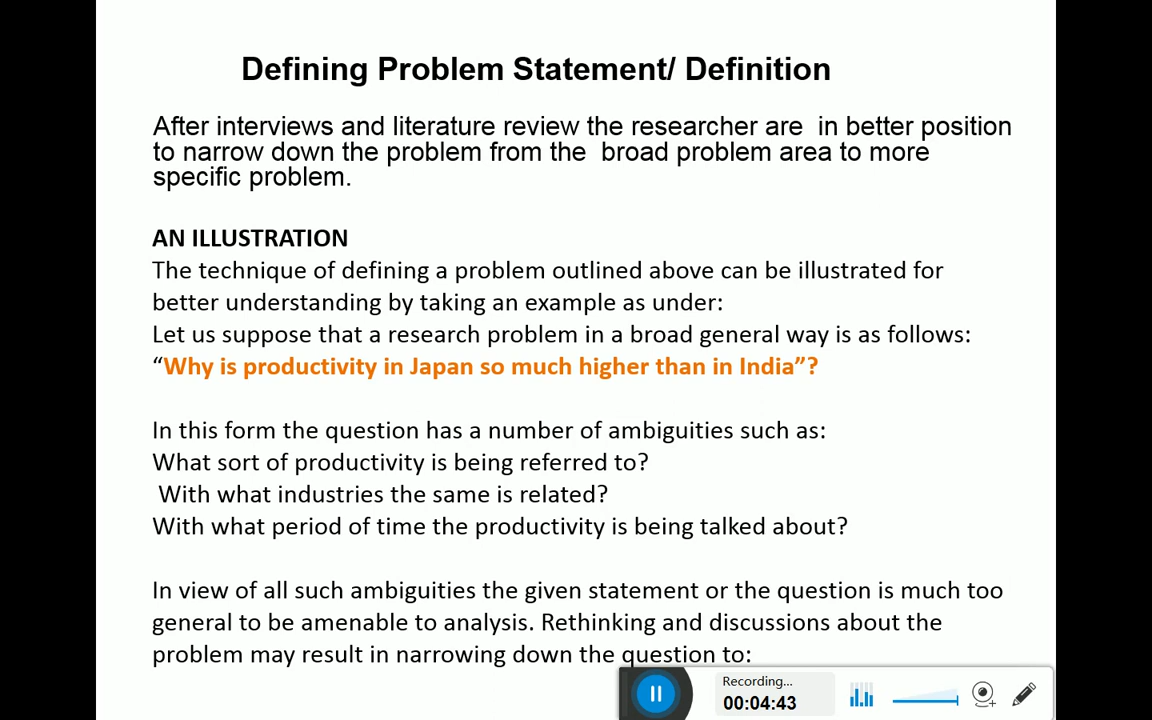 Defining Problem Statement/ Definition
After interviews and literature review the researcher are  in better position
to narrow down the problem from the  broad problem area to more
specific problem.
AN ILLUSTRATION
The technique of defining a problem outlined above can be illustrated for
better understanding by taking an example as under:
Let us suppose that a research problem in a broad general way is as follows:
“Why is productivity in Japan so much higher than in India”?
In this form the question has a number of ambiguities such as:
What sort of productivity is being referred to?
With what industries the same is related?
With what period of time the productivity is being talked about?
In view of all such ambiguities the given statement or the question is much too
general to be amenable to analysis. Rethinking and discussions about the
problem may result in narrowing down the question to:
Recording...
00:04:43